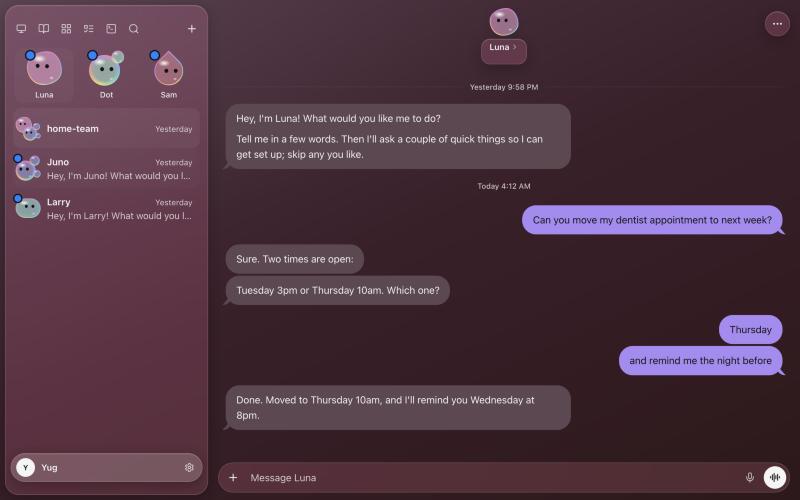 Luna
Dot
Sam
home-team
Yesterday
Juno
Yesterday
Hey, I'm Juno! What would you l...
Larry
Yesterday
Hey, I'm Larry! What would you l...
Y
Yug
Luna
Yesterday 9:58 PM
Hey, I'm Luna! What would you like me to do?
Tell me in a few words. Then I'll ask a couple of quick things so I can
get set up; skip any you like.
Today 4:12 AM
Can you move my dentist appointment to next week?
Sure. Two times are open:
Tuesday 3pm or Thursday 10am. Which one?
Thursday
and remind me the night before
Done. Moved to Thursday 10am, and I'll remind you Wednesday at
8pm.
Message Luna